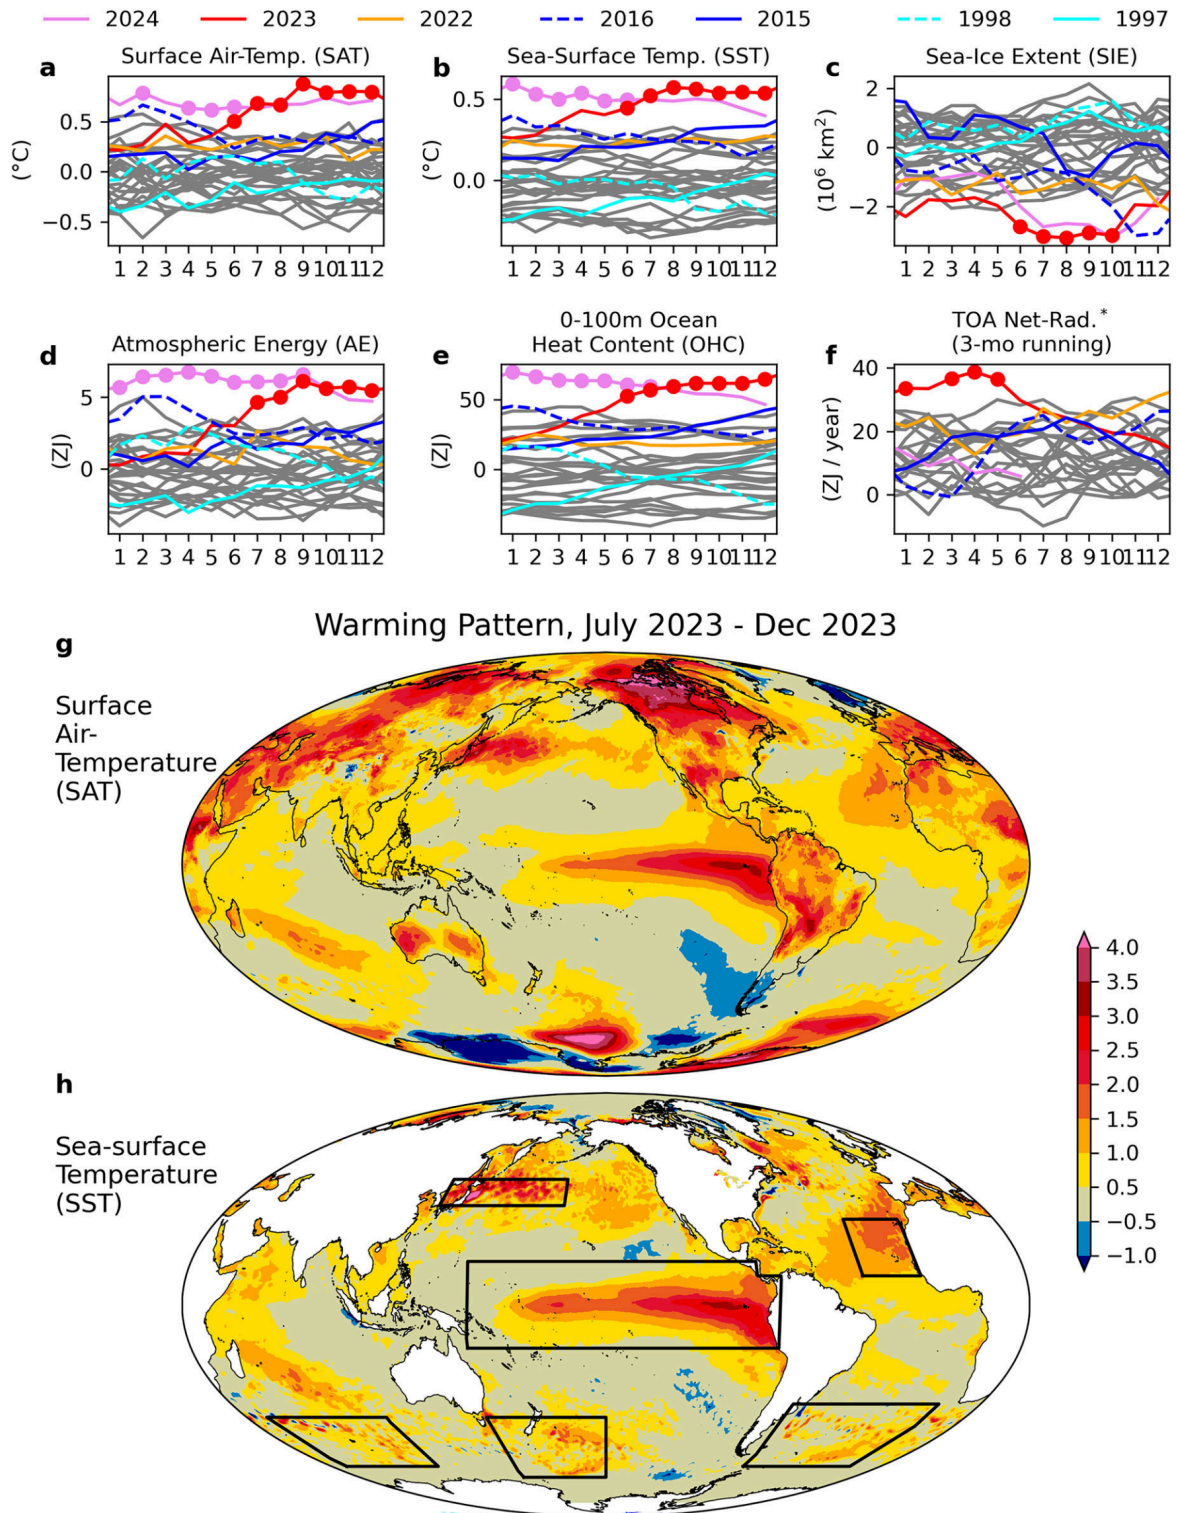 2024 2023 2022 2016 2015 1998 1997
a Surface Air-Temp. (SAT)
b Sea-Surface Temp. (SST)
c Sea-Ice Extent (SIE)
(°C)
0.5
0.0
−0.5
1 2 3 4 5 6 7 8 9 10 11 12
(°C)
0.5
0.0
1 2 3 4 5 6 7 8 9 10 11 12
(10⁶ km²)
2
0
−2
1 2 3 4 5 6 7 8 9 10 11 12
d Atmospheric Energy (AE)
e 0-100m Ocean
Heat Content (OHC)
f TOA Net-Rad.*
(3-mo running)
(ZJ)
5
0
1 2 3 4 5 6 7 8 9 10 11 12
(ZJ)
50
0
1 2 3 4 5 6 7 8 9 10 11 12
(ZJ / year)
40
20
0
1 2 3 4 5 6 7 8 9 10 11 12
Warming Pattern, July 2023 - Dec 2023
g
Surface
Air-
Temperature
(SAT)
h
Sea-surface
Temperature
(SST)
4.0
3.5
3.0
2.5
2.0
1.5
1.0
0.5
−0.5
−1.0